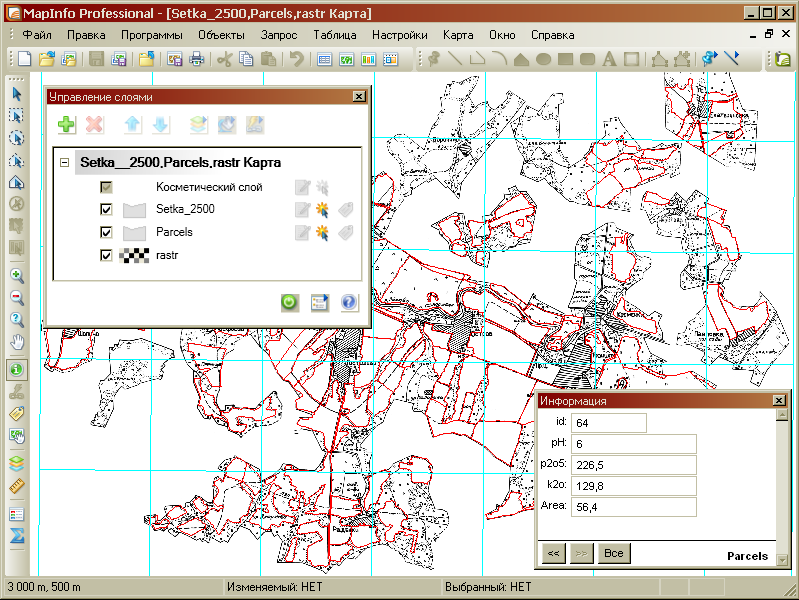 MapInfo Professional - [Setka_2500,Parcels,rastr Карта]
Файл Правка Программы Объекты Запрос Таблица Настройки Карта Окно Справка
Управление слоями
Setka__2500,Parcels,rastr Карта
Косметический слой
Setka_2500
Parcels
rastr
Информация
id: 64
pH: 6
p2o5: 226,5
k2o: 129,8
Area: 56,4
<< >> Все Parcels
3 000 m, 500 m Изменяемый: НЕТ Выбранный: НЕТ